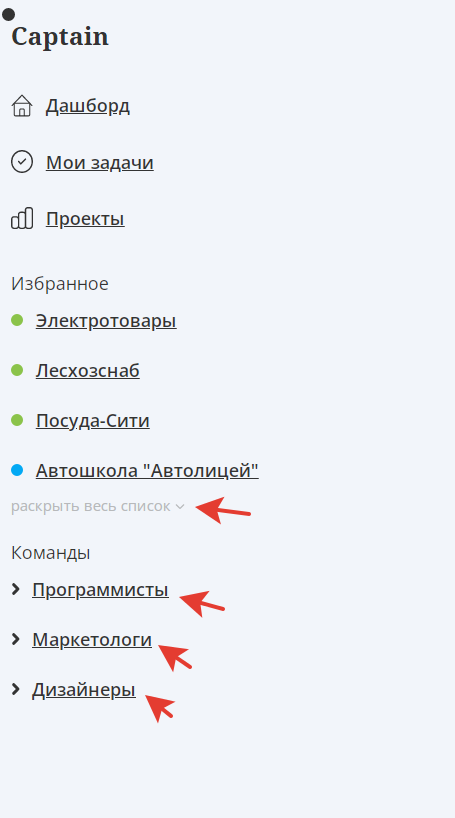 Captain
Дашборд
Мои задачи
Проекты
Избранное
Электротовары
Лесхозснаб
Посуда-Сити
Автошкола "Автолицей"
раскрыть весь список
Команды
Программисты
Маркетологи
Дизайнеры